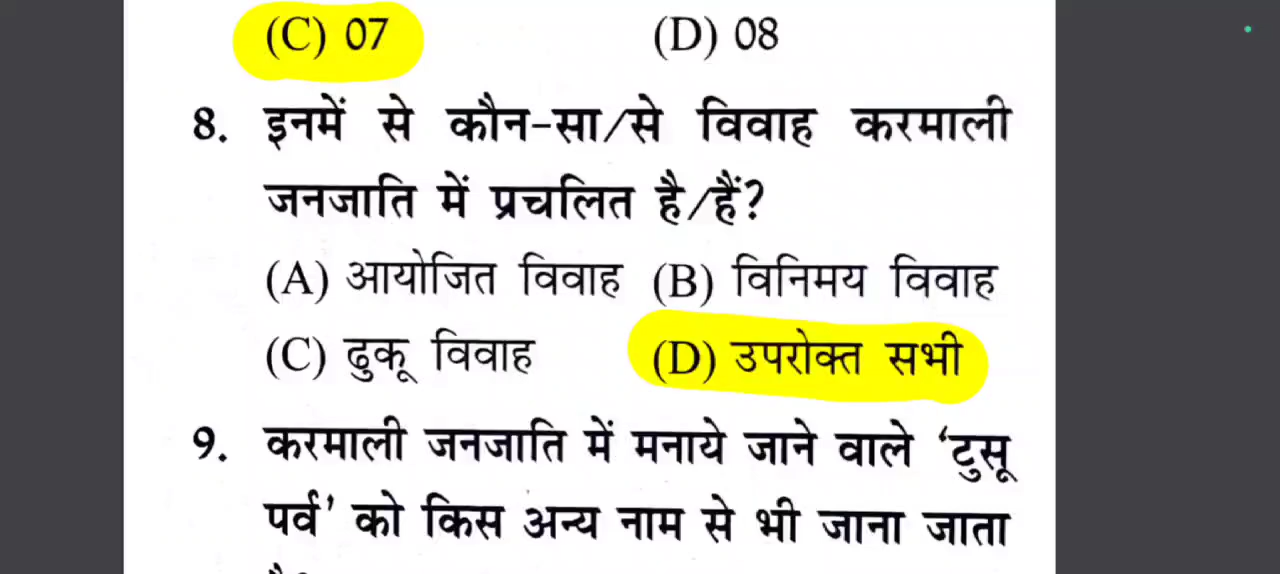 (C) 07 (D) 08
8. इनमें से कौन-सा/से विवाह करमाली
जनजाति में प्रचलित है/हैं?
(A) आयोजित विवाह (B) विनिमय विवाह
(C) ढुकू विवाह (D) उपरोक्त सभी
9. करमाली जनजाति में मनाये जाने वाले ‘टुसू
पर्व’ को किस अन्य नाम से भी जाना जाता